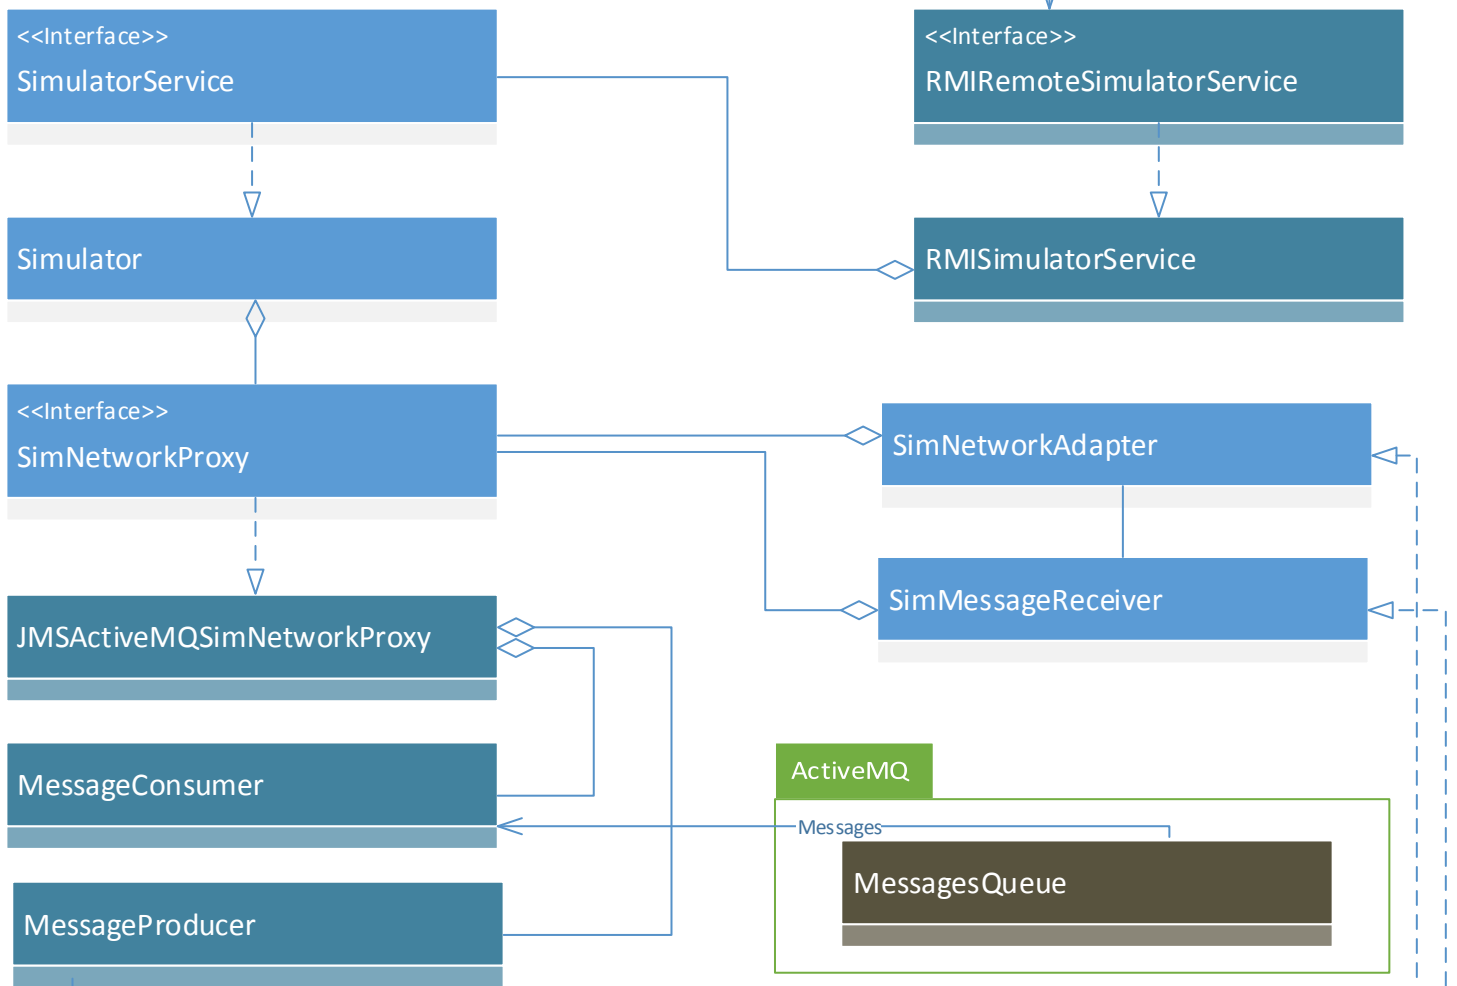 <<Interface>>
SimulatorService
<<Interface>>
RMIRemoteSimulatorService
Simulator
RMISimulatorService
<<Interface>>
SimNetworkProxy
SimNetworkAdapter
SimMessageReceiver
JMSActiveMQSimNetworkProxy
MessageConsumer
ActiveMQ
Messages
MessagesQueue
MessageProducer